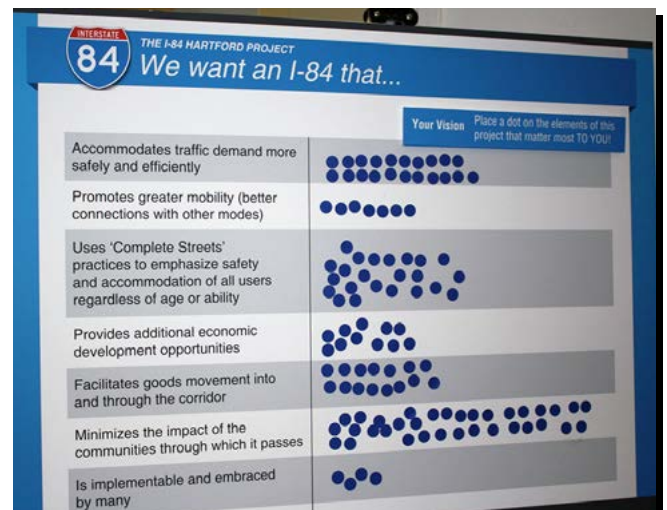 INTERSTATE
84
THE I-84 HARTFORD PROJECT
We want an I-84 that...
Your Vision Place a dot on the elements of this
project that matter most TO YOU!
Accommodates traffic demand more
safely and efficiently
Promotes greater mobility (better
connections with other modes)
Uses 'Complete Streets'
practices to emphasize safety
and accommodation of all users
regardless of age or ability
Provides additional economic
development opportunities
Facilitates goods movement into
and through the corridor
Minimizes the impact of the
communities through which it passes
Is implementable and embraced
by many